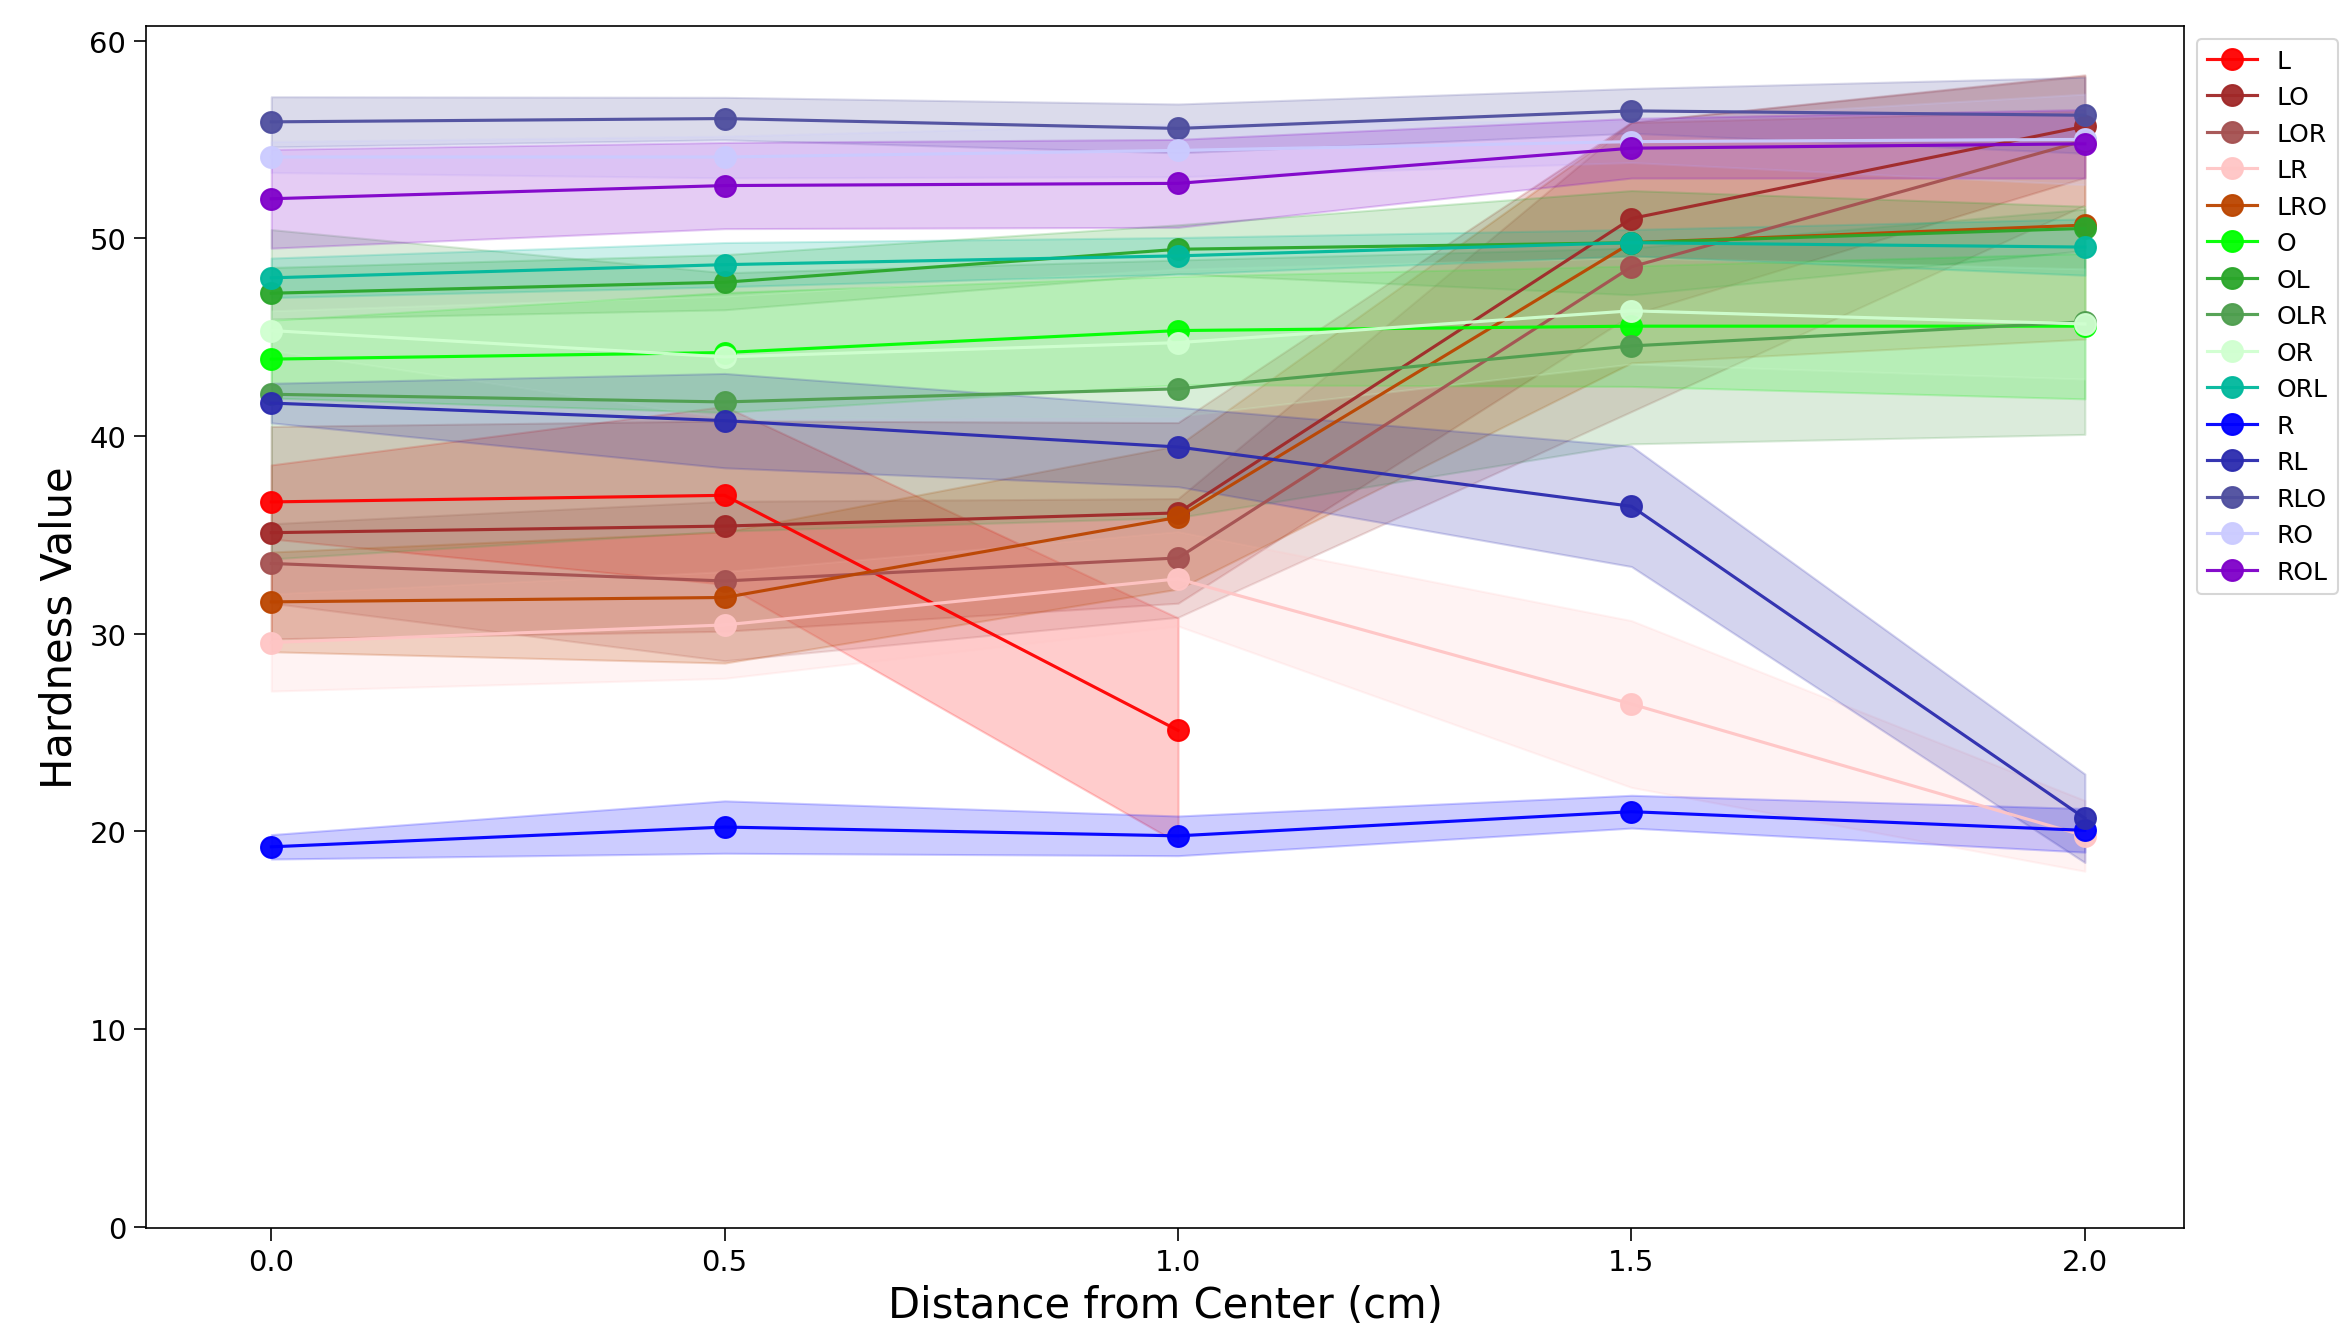 60
50
40
30
20
10
0
Hardness Value
0.0 0.5 1.0 1.5 2.0
Distance from Center (cm)
L
LO
LOR
LR
LRO
O
OL
OLR
OR
ORL
R
RL
RLO
RO
ROL